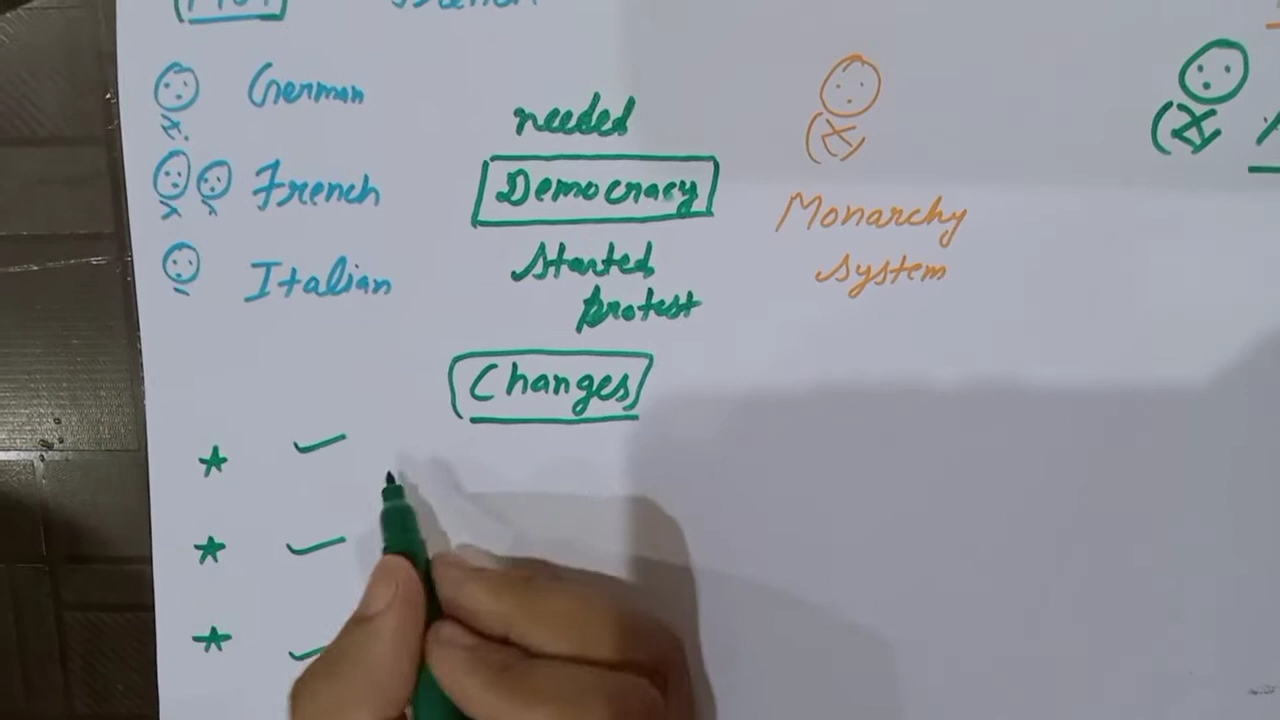 German
French
Italian
needed
Democracy
Started
protest
Changes
Monarchy
system